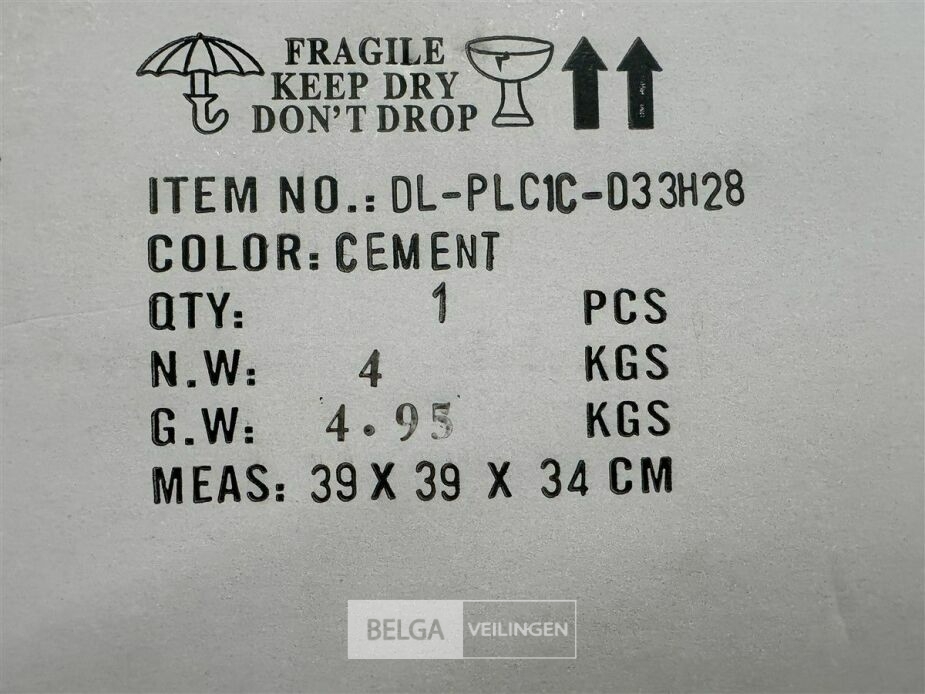 FRAGILE
KEEP DRY
DON'T DROP
ITEM NO.: DL-PLC1C-D33H28
COLOR: CEMENT
QTY: 1 PCS
N.W: 4 KGS
G.W: 4.95 KGS
MEAS: 39 X 39 X 34 CM
BELGA VEILINGEN